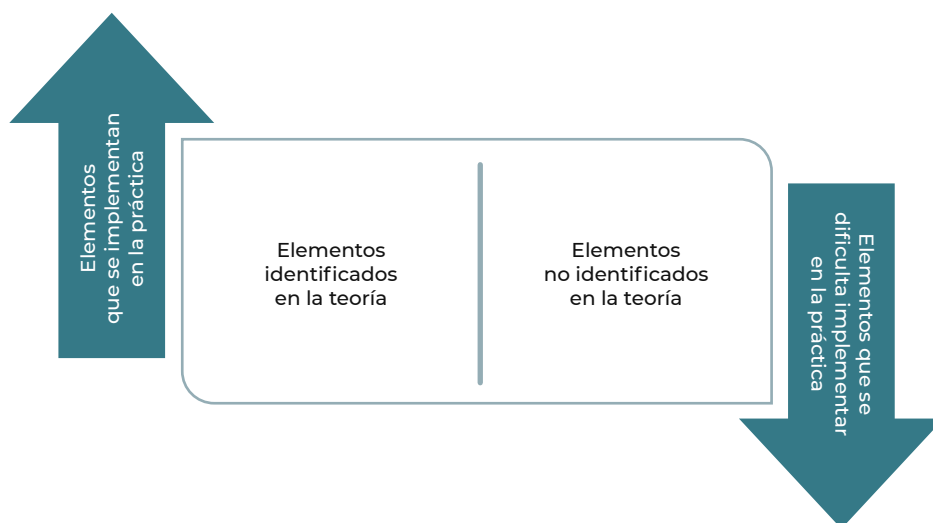 Elementos
que se implementan
en la práctica
Elementos
identificados
en la teoría
Elementos
no identificados
en la teoría
Elementos que se
dificulta implementar
en la práctica